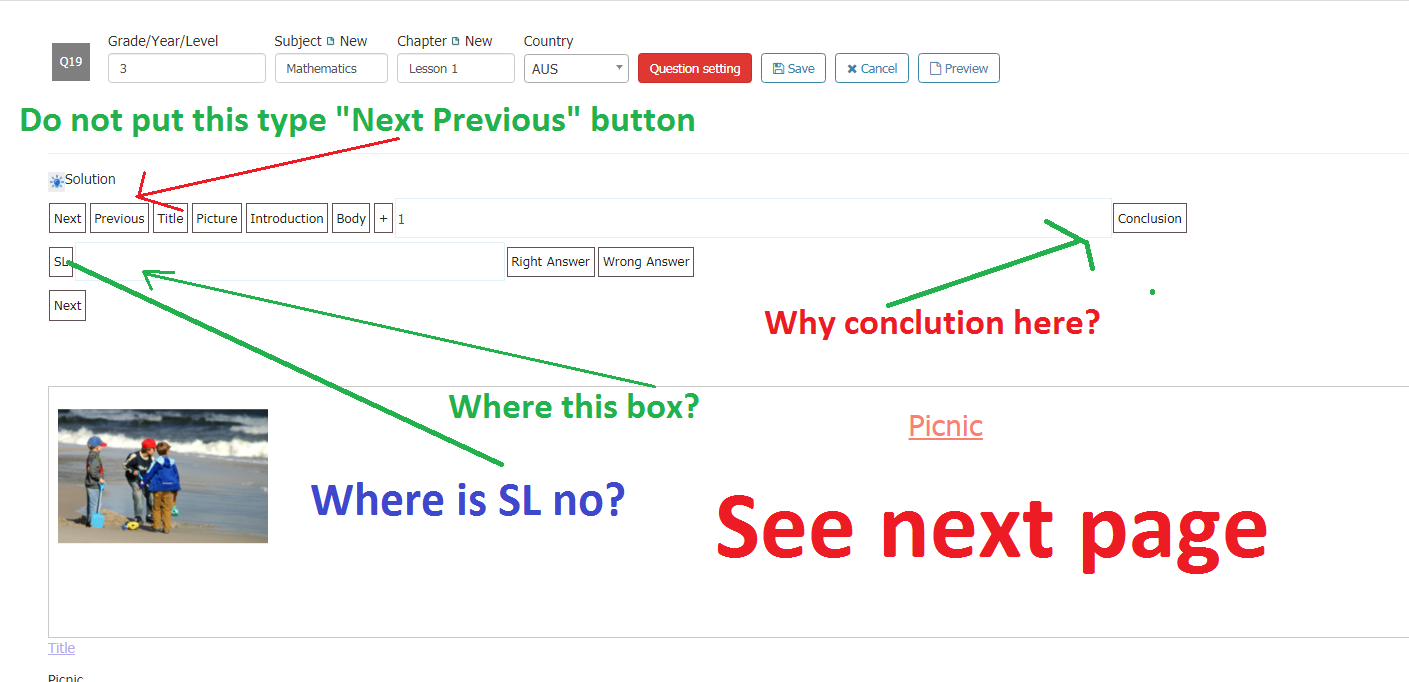 Grade/Year/Level Subject New Chapter New Country
Q19 3 Mathematics Lesson 1 AUS Question setting Save Cancel Preview
Do not put this type "Next Previous" button
Solution
Next Previous Title Picture Introduction Body + 1 Conclusion
SL Right Answer Wrong Answer
Next
Why conclution here?
Where this box?
Picnic
Where is SL no?
See next page
Title
Picnic